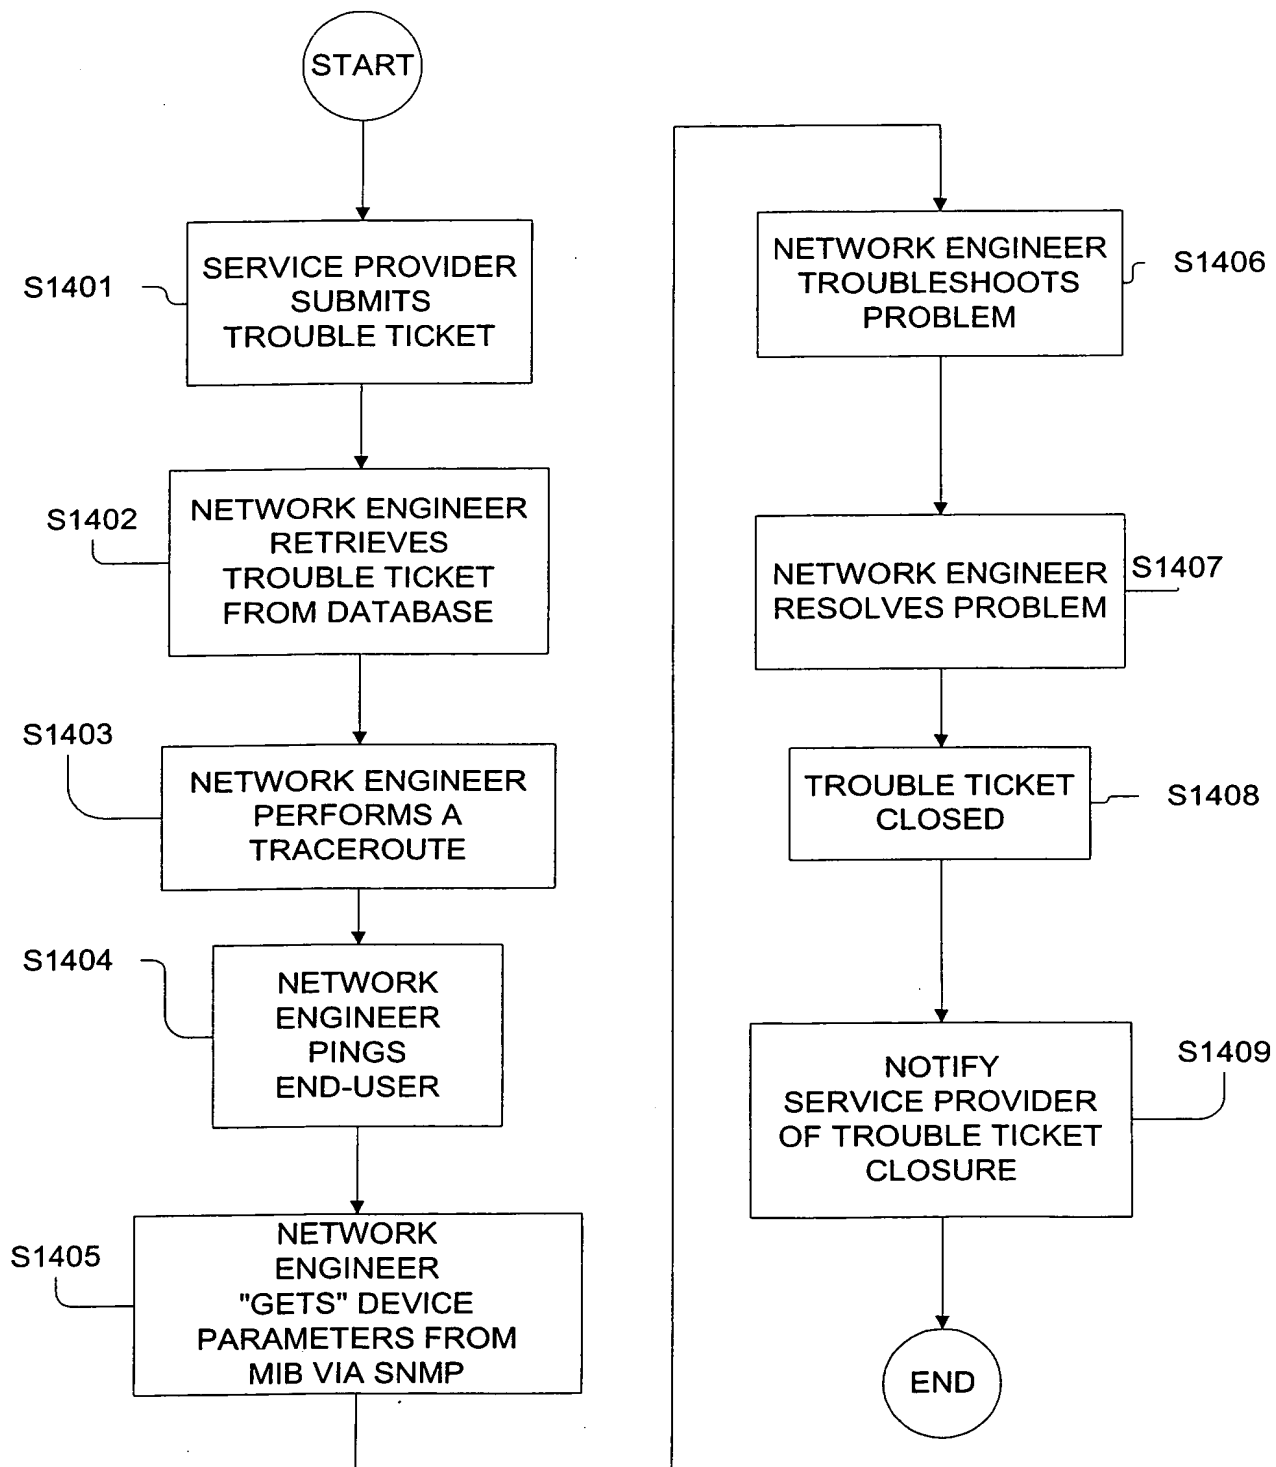 START
S1401
SERVICE PROVIDER
SUBMITS
TROUBLE TICKET
S1402
NETWORK ENGINEER
RETRIEVES
TROUBLE TICKET
FROM DATABASE
S1403
NETWORK ENGINEER
PERFORMS A
TRACEROUTE
S1404
NETWORK
ENGINEER
PINGS
END-USER
S1405
NETWORK
ENGINEER
"GETS" DEVICE
PARAMETERS FROM
MIB VIA SNMP
NETWORK ENGINEER
TROUBLESHOOTS
PROBLEM
S1406
NETWORK ENGINEER
RESOLVES PROBLEM
S1407
TROUBLE TICKET
CLOSED
S1408
NOTIFY
SERVICE PROVIDER
OF TROUBLE TICKET
CLOSURE
S1409
END